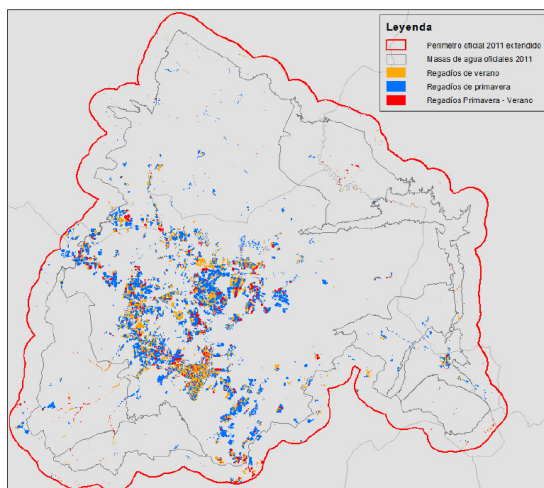 Leyenda
Perímetro oficial 2011 extendido
Masas de agua oficiales 2011
Regadíos de verano
Regadíos de primavera
Regadíos Primavera - Verano